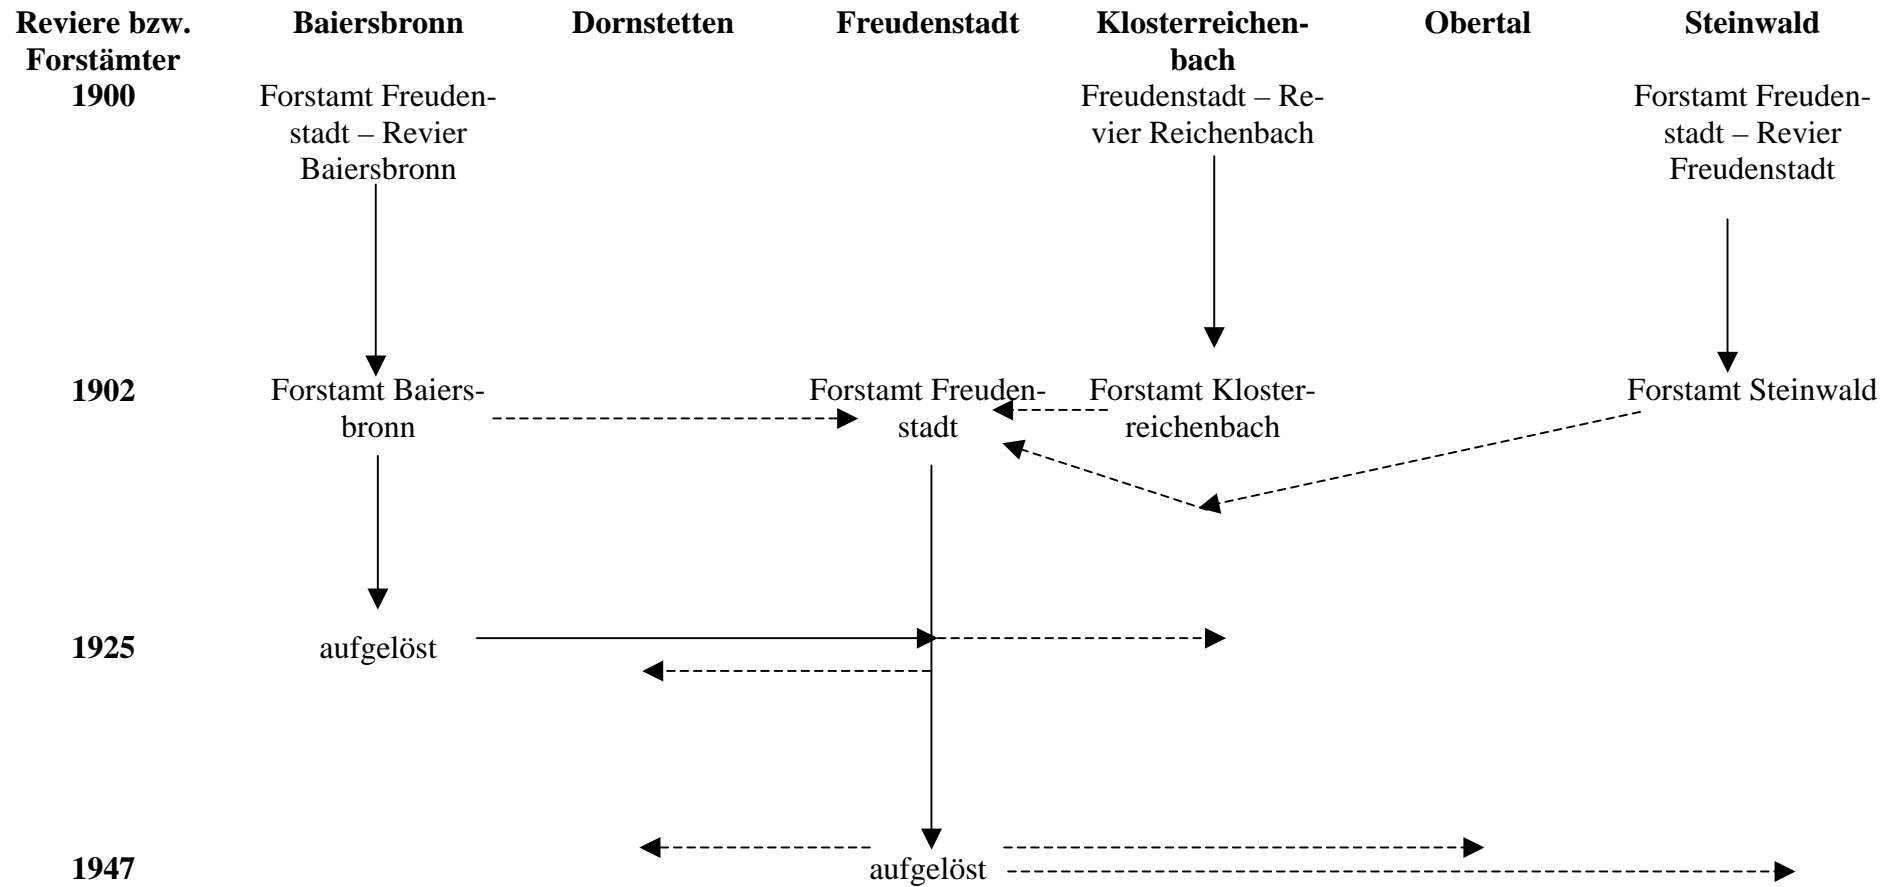 Reviere bzw. Forstämter
Baiersbronn
Dornstetten
Freudenstadt
Klosterreichen-
bach
Obertal
Steinwald
1900
Forstamt Freuden-
stadt – Revier
Baiersbronn
Freudenstadt – Re-
vier Reichenbach
Forstamt Freuden-
stadt – Revier
Freudenstadt
1902
Forstamt Baiers-
bronn
Forstamt Freuden-
stadt
Forstamt Kloster-
reichenbach
Forstamt Steinwald
1925
aufgelöst
1947
aufgelöst